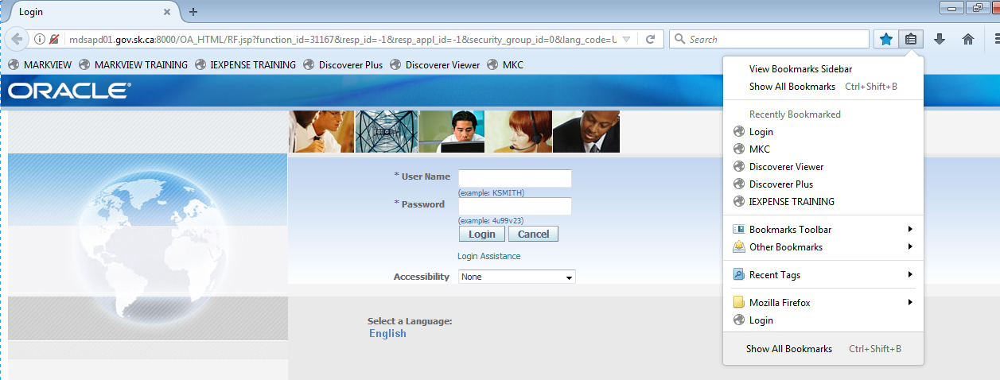 Login
mdsapd01.gov.sk.ca:8000/OA_HTML/RF.jsp?function_id=31167&resp_id=-1&resp_appl_id=-1&security_group_id=0&lang_code=U
Search
MARKVIEW MARKVIEW TRAINING IEXPENSE TRAINING Discoverer Plus Discoverer Viewer MKC
ORACLE
* User Name
(example: KSMITH)
* Password
(example: 4u99v23)
Login Cancel
Login Assistance
Accessibility None
Select a Language:
English
View Bookmarks Sidebar
Show All Bookmarks Ctrl+Shift+B
Recently Bookmarked
Login
MKC
Discoverer Viewer
Discoverer Plus
IEXPENSE TRAINING
Bookmarks Toolbar
Other Bookmarks
Recent Tags
Mozilla Firefox
Login
Show All Bookmarks Ctrl+Shift+B